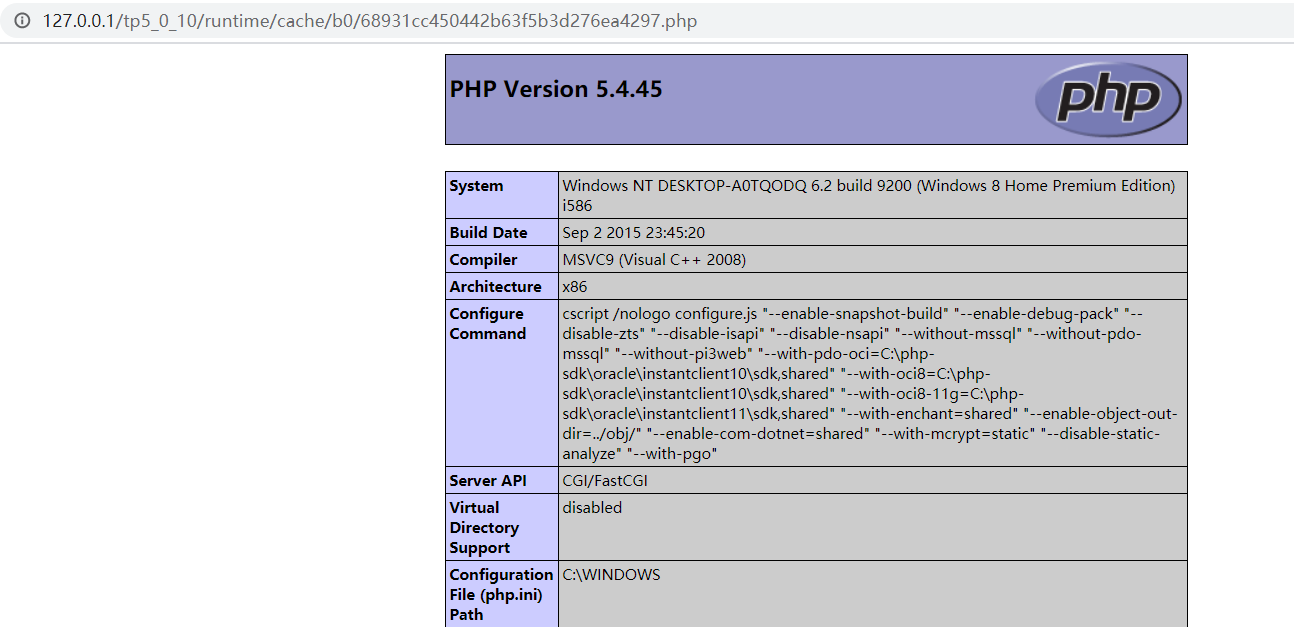 127.0.0.1/tp5_0_10/runtime/cache/b0/68931cc450442b63f5b3d276ea4297.php
PHP Version 5.4.45
php
System
Windows NT DESKTOP-A0TQODQ 6.2 build 9200 (Windows 8 Home Premium Edition)
i586
Build Date
Sep 2 2015 23:45:20
Compiler
MSVC9 (Visual C++ 2008)
Architecture
x86
Configure
Command
cscript /nologo configure.js "--enable-snapshot-build" "--enable-debug-pack" "--
disable-zts" "--disable-isapi" "--disable-nsapi" "--without-mssql" "--without-pdo-
mssql" "--without-pi3web" "--with-pdo-oci=C:\php-
sdk\oracle\instantclient10\sdk,shared" "--with-oci8=C:\php-
sdk\oracle\instantclient10\sdk,shared" "--with-oci8-11g=C:\php-
sdk\oracle\instantclient11\sdk,shared" "--with-enchant=shared" "--enable-object-out-
dir=../obj/" "--enable-com-dotnet=shared" "--with-mcrypt=static" "--disable-static-
analyze" "--with-pgo"
Server API
CGI/FastCGI
Virtual
Directory
Support
disabled
Configuration
File (php.ini)
Path
C:\WINDOWS